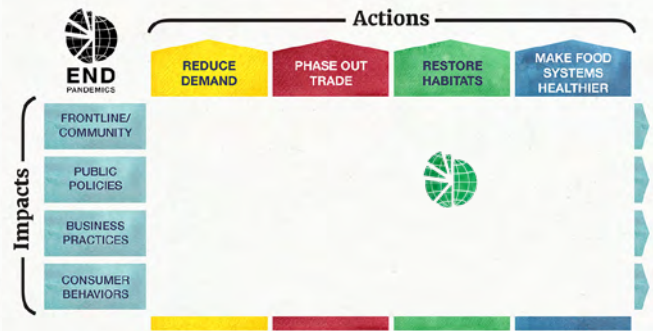 Actions
END
PANDEMICS
REDUCE
DEMAND
PHASE OUT
TRADE
RESTORE
HABITATS
MAKE FOOD
SYSTEMS
HEALTHIER
Impacts
FRONTLINE/
COMMUNITY
PUBLIC
POLICIES
BUSINESS
PRACTICES
CONSUMER
BEHAVIORS